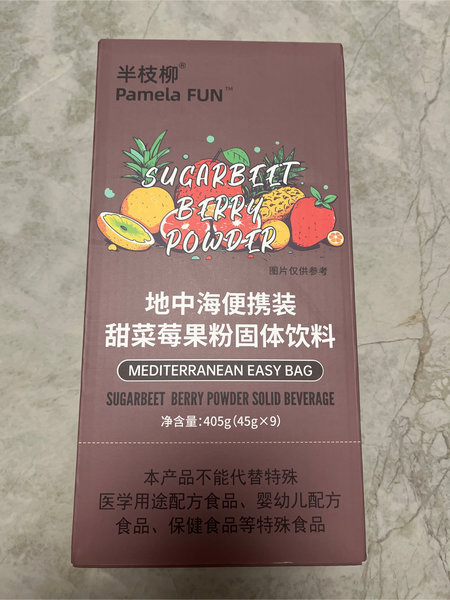 半枝柳®
Pamela FUN™
SUGARBEET
BERRY
POWDER
图片仅供参考
地中海便携装
甜菜莓果粉固体饮料
MEDITERRANEAN EASY BAG
SUGARBEET BERRY POWDER SOLID BEVERAGE
净含量:405g(45g×9)
本产品不能代替特殊
医学用途配方食品、婴幼儿配方
食品、保健食品等特殊食品